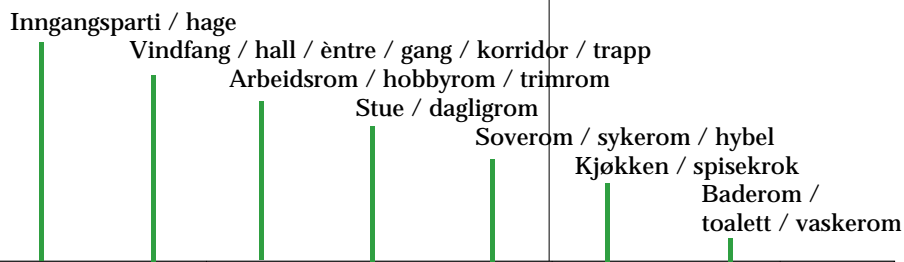 Inngangsparti / hage
Vindfang / hall / èntre / gang / korridor / trapp
Arbeidsrom / hobbyrom / trimrom
Stue / dagligrom
Soverom / sykerom / hybel
Kjøkken / spisekrok
Baderom /
toalett / vaskerom